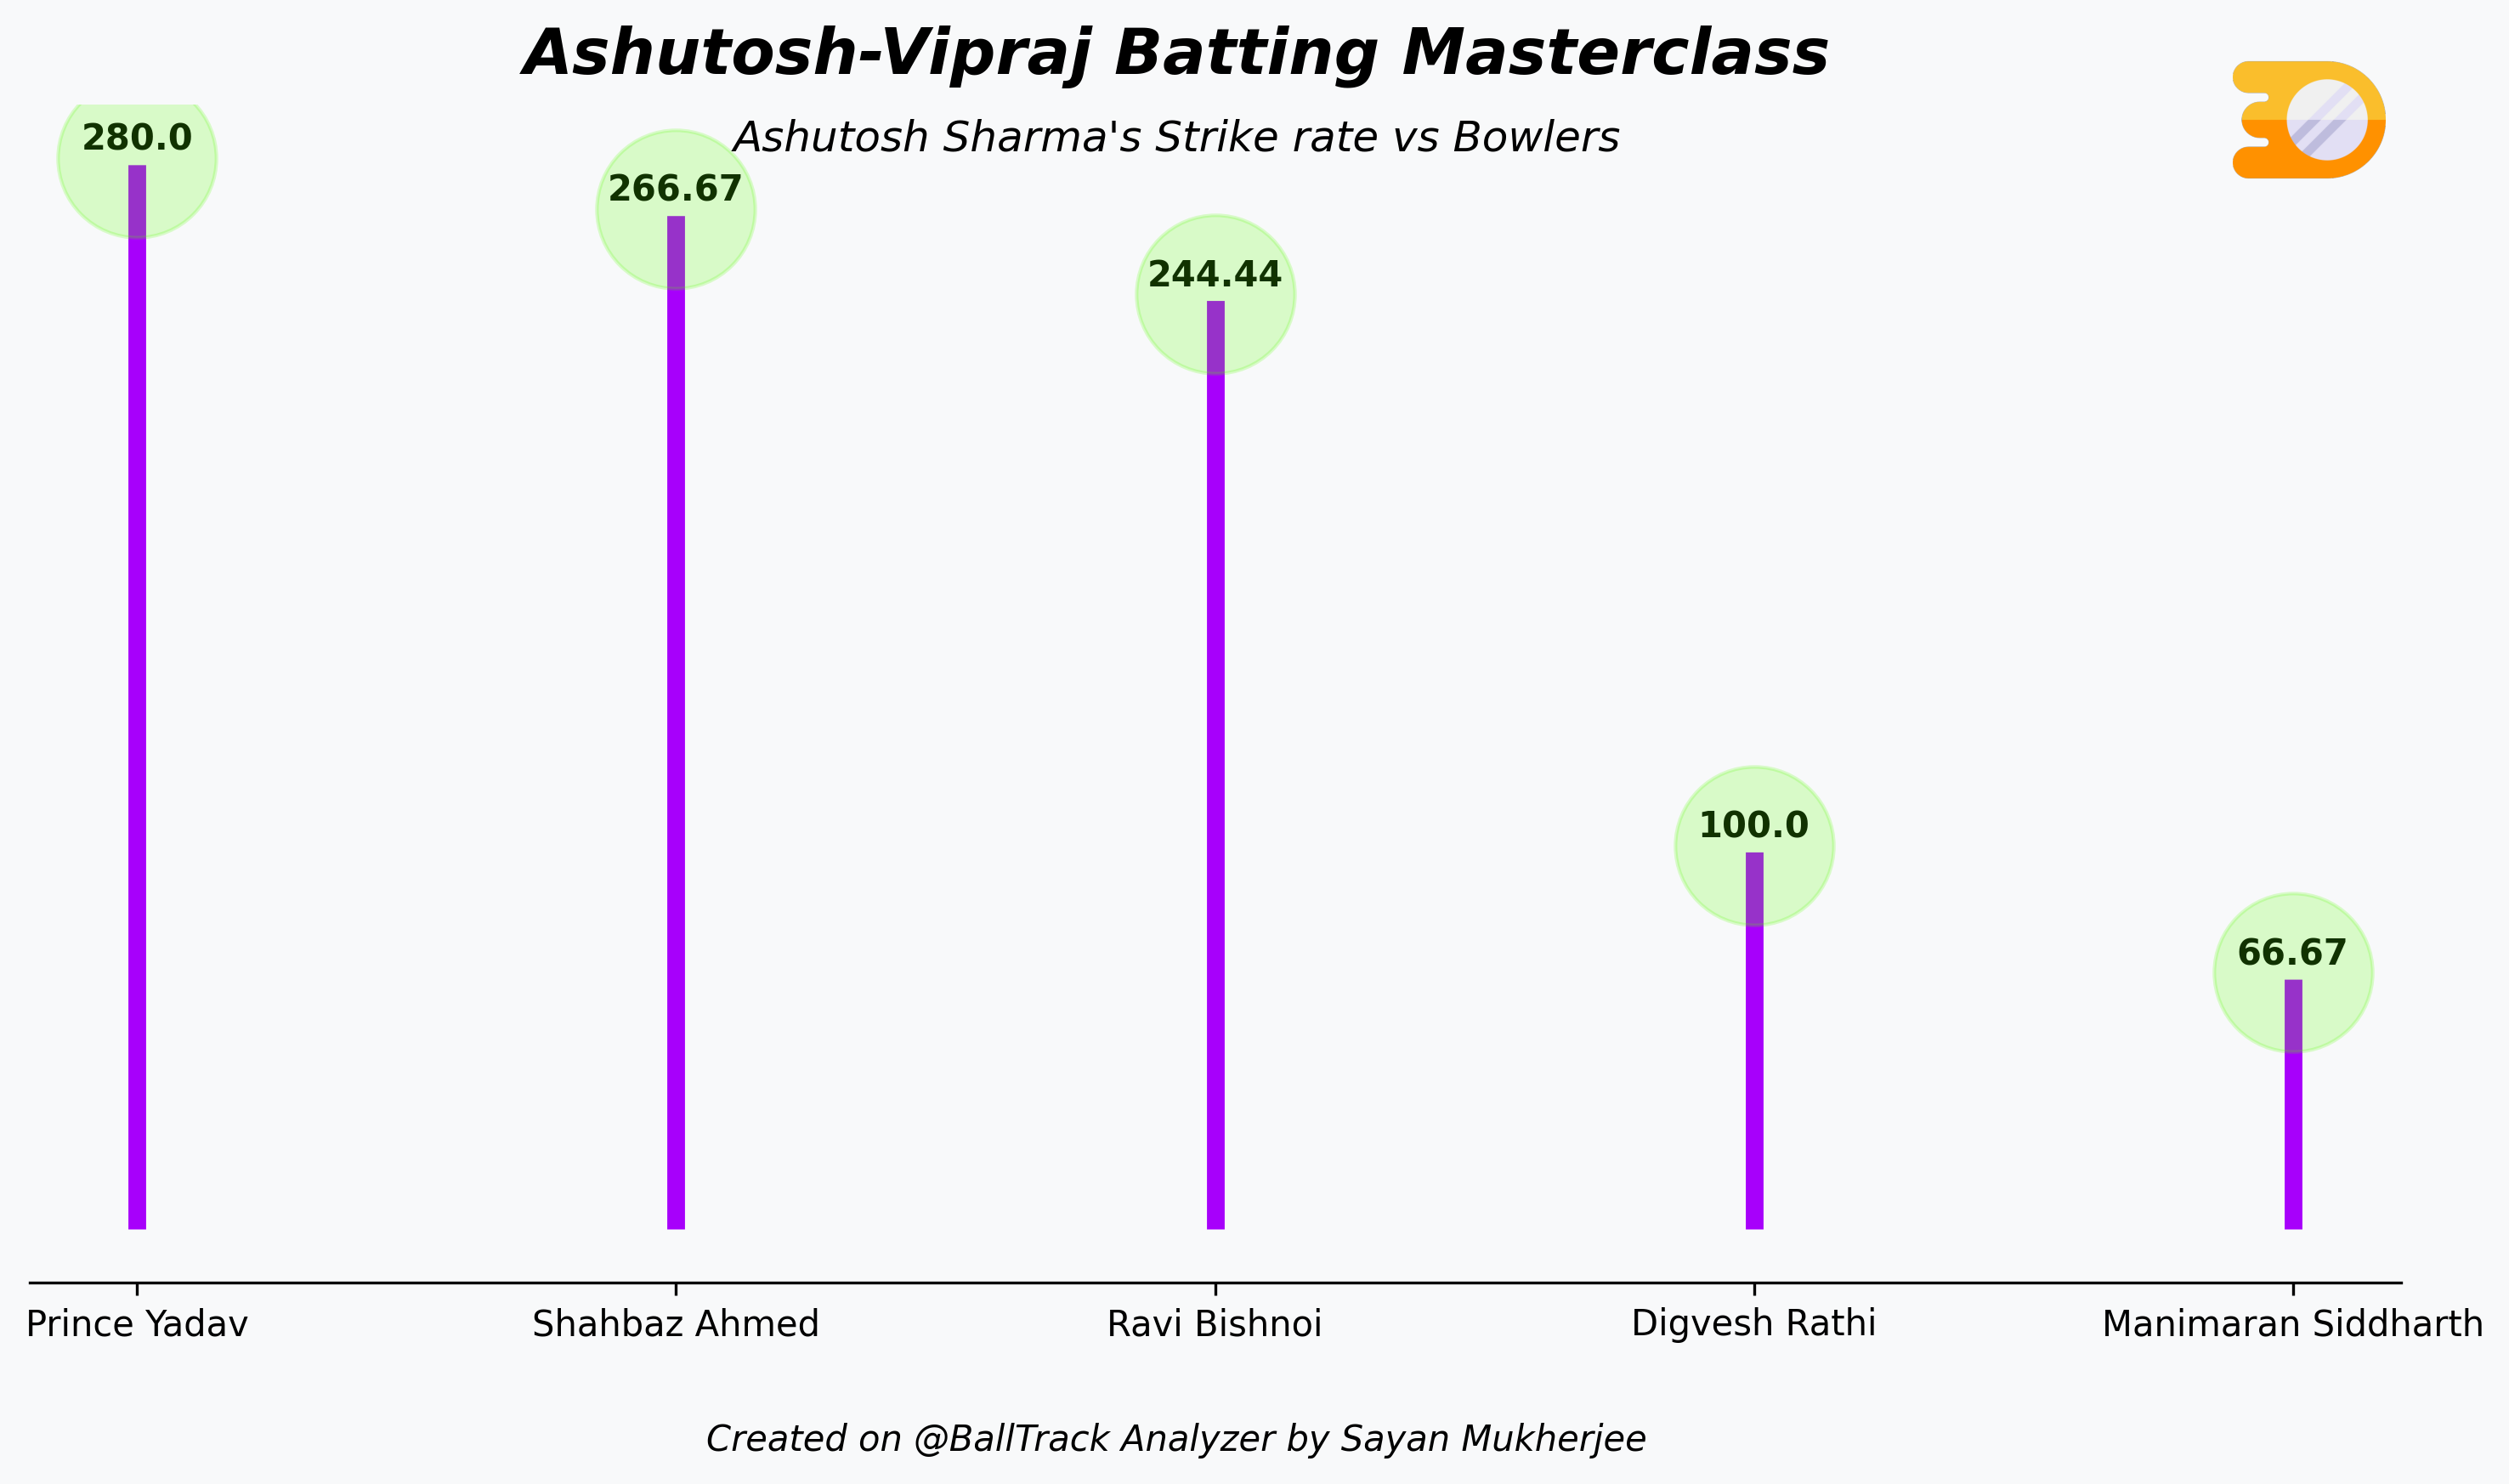 Ashutosh-Vipraj Batting Masterclass
Ashutosh Sharma's Strike rate vs Bowlers
280.0
266.67
244.44
100.0
66.67
Prince Yadav
Shahbaz Ahmed
Ravi Bishnoi
Digvesh Rathi
Manimaran Siddharth
Created on @BallTrack Analyzer by Sayan Mukherjee